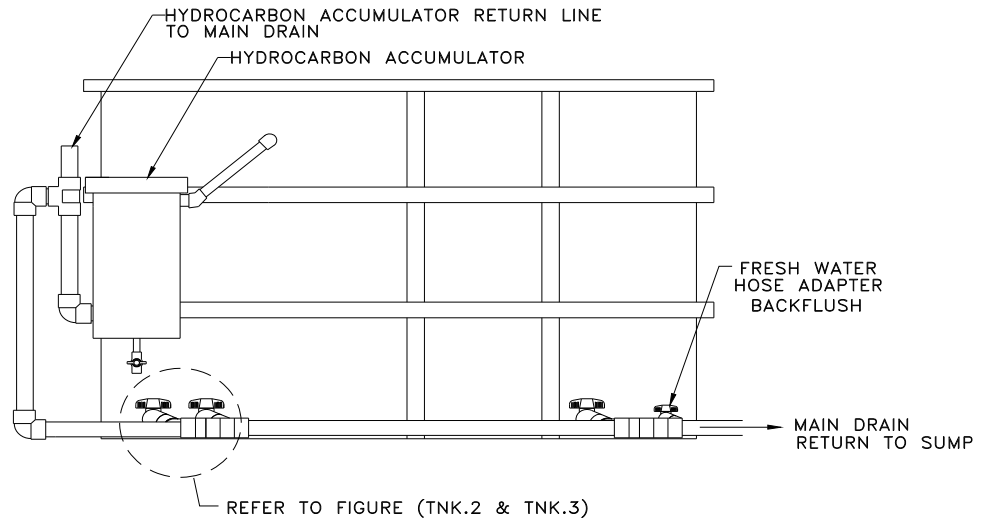 HYDROCARBON ACCUMULATOR RETURN LINE
TO MAIN DRAIN
HYDROCARBON ACCUMULATOR
FRESH WATER
HOSE ADAPTER
BACKFLUSH
MAIN DRAIN
RETURN TO SUMP
REFER TO FIGURE (TNK.2 & TNK.3)